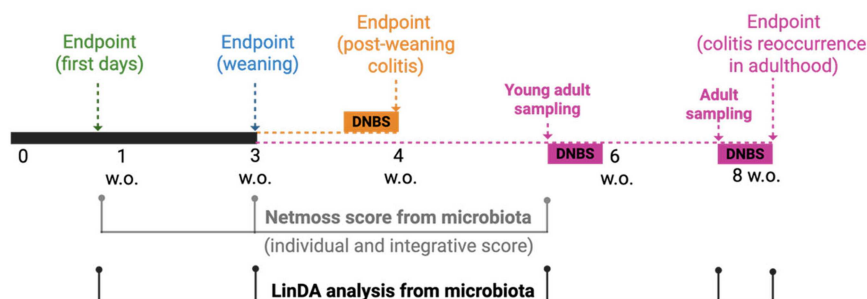 Endpoint
(first days)
Endpoint
(weaning)
Endpoint
(post-weaning
colitis)
Endpoint
(colitis reoccurrence
in adulthood)
Young adult
sampling
Adult
sampling
DNBS
DNBS
DNBS
0
1
w.o.
3
w.o.
4
w.o.
6
w.o.
8 w.o.
Netmoss score from microbiota
(individual and integrative score)
LinDA analysis from microbiota